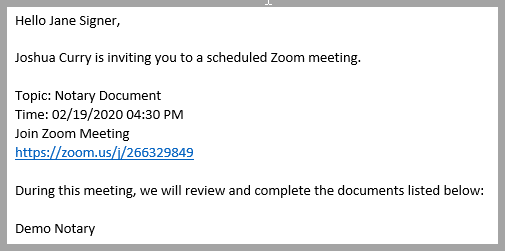 Hello Jane Signer,
Joshua Curry is inviting you to a scheduled Zoom meeting.
Topic: Notary Document
Time: 02/19/2020 04:30 PM
Join Zoom Meeting
https://zoom.us/j/266329849
During this meeting, we will review and complete the documents listed below:
Demo Notary